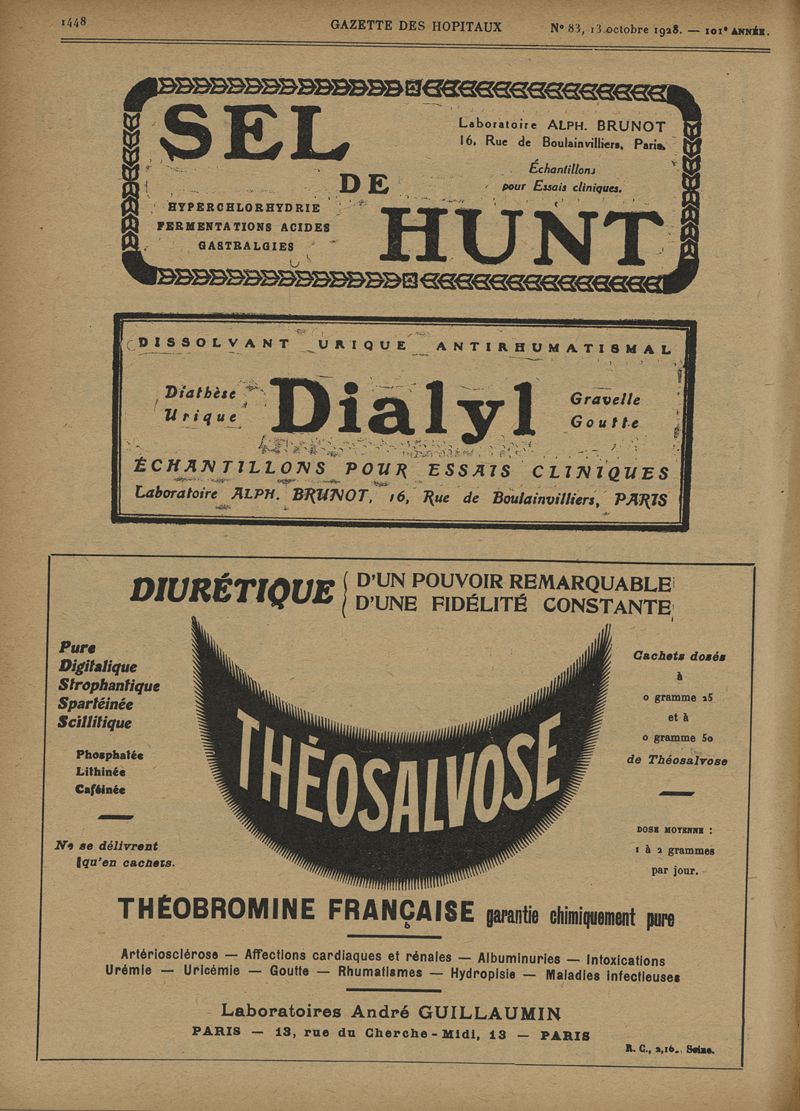 1448 GAZETTE DES HOPITAUX N° 83, 13 octobre 1928. — 101e ANNÉE.
SEL
DE
HUNT
Laboratoire ALPH. BRUNOT
16, Rue de Boulainvilliers, Paris.
Échantillons
pour Essais cliniques.
HYPERCHLORHYDRIE
FERMENTATIONS ACIDES
GASTRALGIES
DISSOLVANT URIQUE ANTIRHUMATISMAL
Diathèse
Urique
Dialyl
Gravelle
Goutte
ÉCHANTILLONS POUR ESSAIS CLINIQUES
Laboratoire ALPH. BRUNOT, 16, Rue de Boulainvilliers, PARIS
DIURÉTIQUE
D'UN POUVOIR REMARQUABLE
D'UNE FIDÉLITÉ CONSTANTE
Pure
Digitalique
Strophantique
Spartéinée
Scillitique
Phosphatée
Lithinée
Caféinée
Ne se délivrent
qu'en cachets.
THÉOSALVOSE
Cachets dosés
à
0 gramme 25
et à
0 gramme 50
de Théosalvose
DOSE MOYENNE :
1 à 2 grammes
par jour.
THÉOBROMINE FRANÇAISE garantie chimiquement pure
Artériosclérose — Affections cardiaques et rénales — Albuminuries — Intoxications
Urémie — Uricémie — Goutte — Rhumatismes — Hydropisie — Maladies infectieuses
Laboratoires André GUILLAUMIN
PARIS — 13, rue du Cherche-Midi, 13 — PARIS
R. C., Seine.